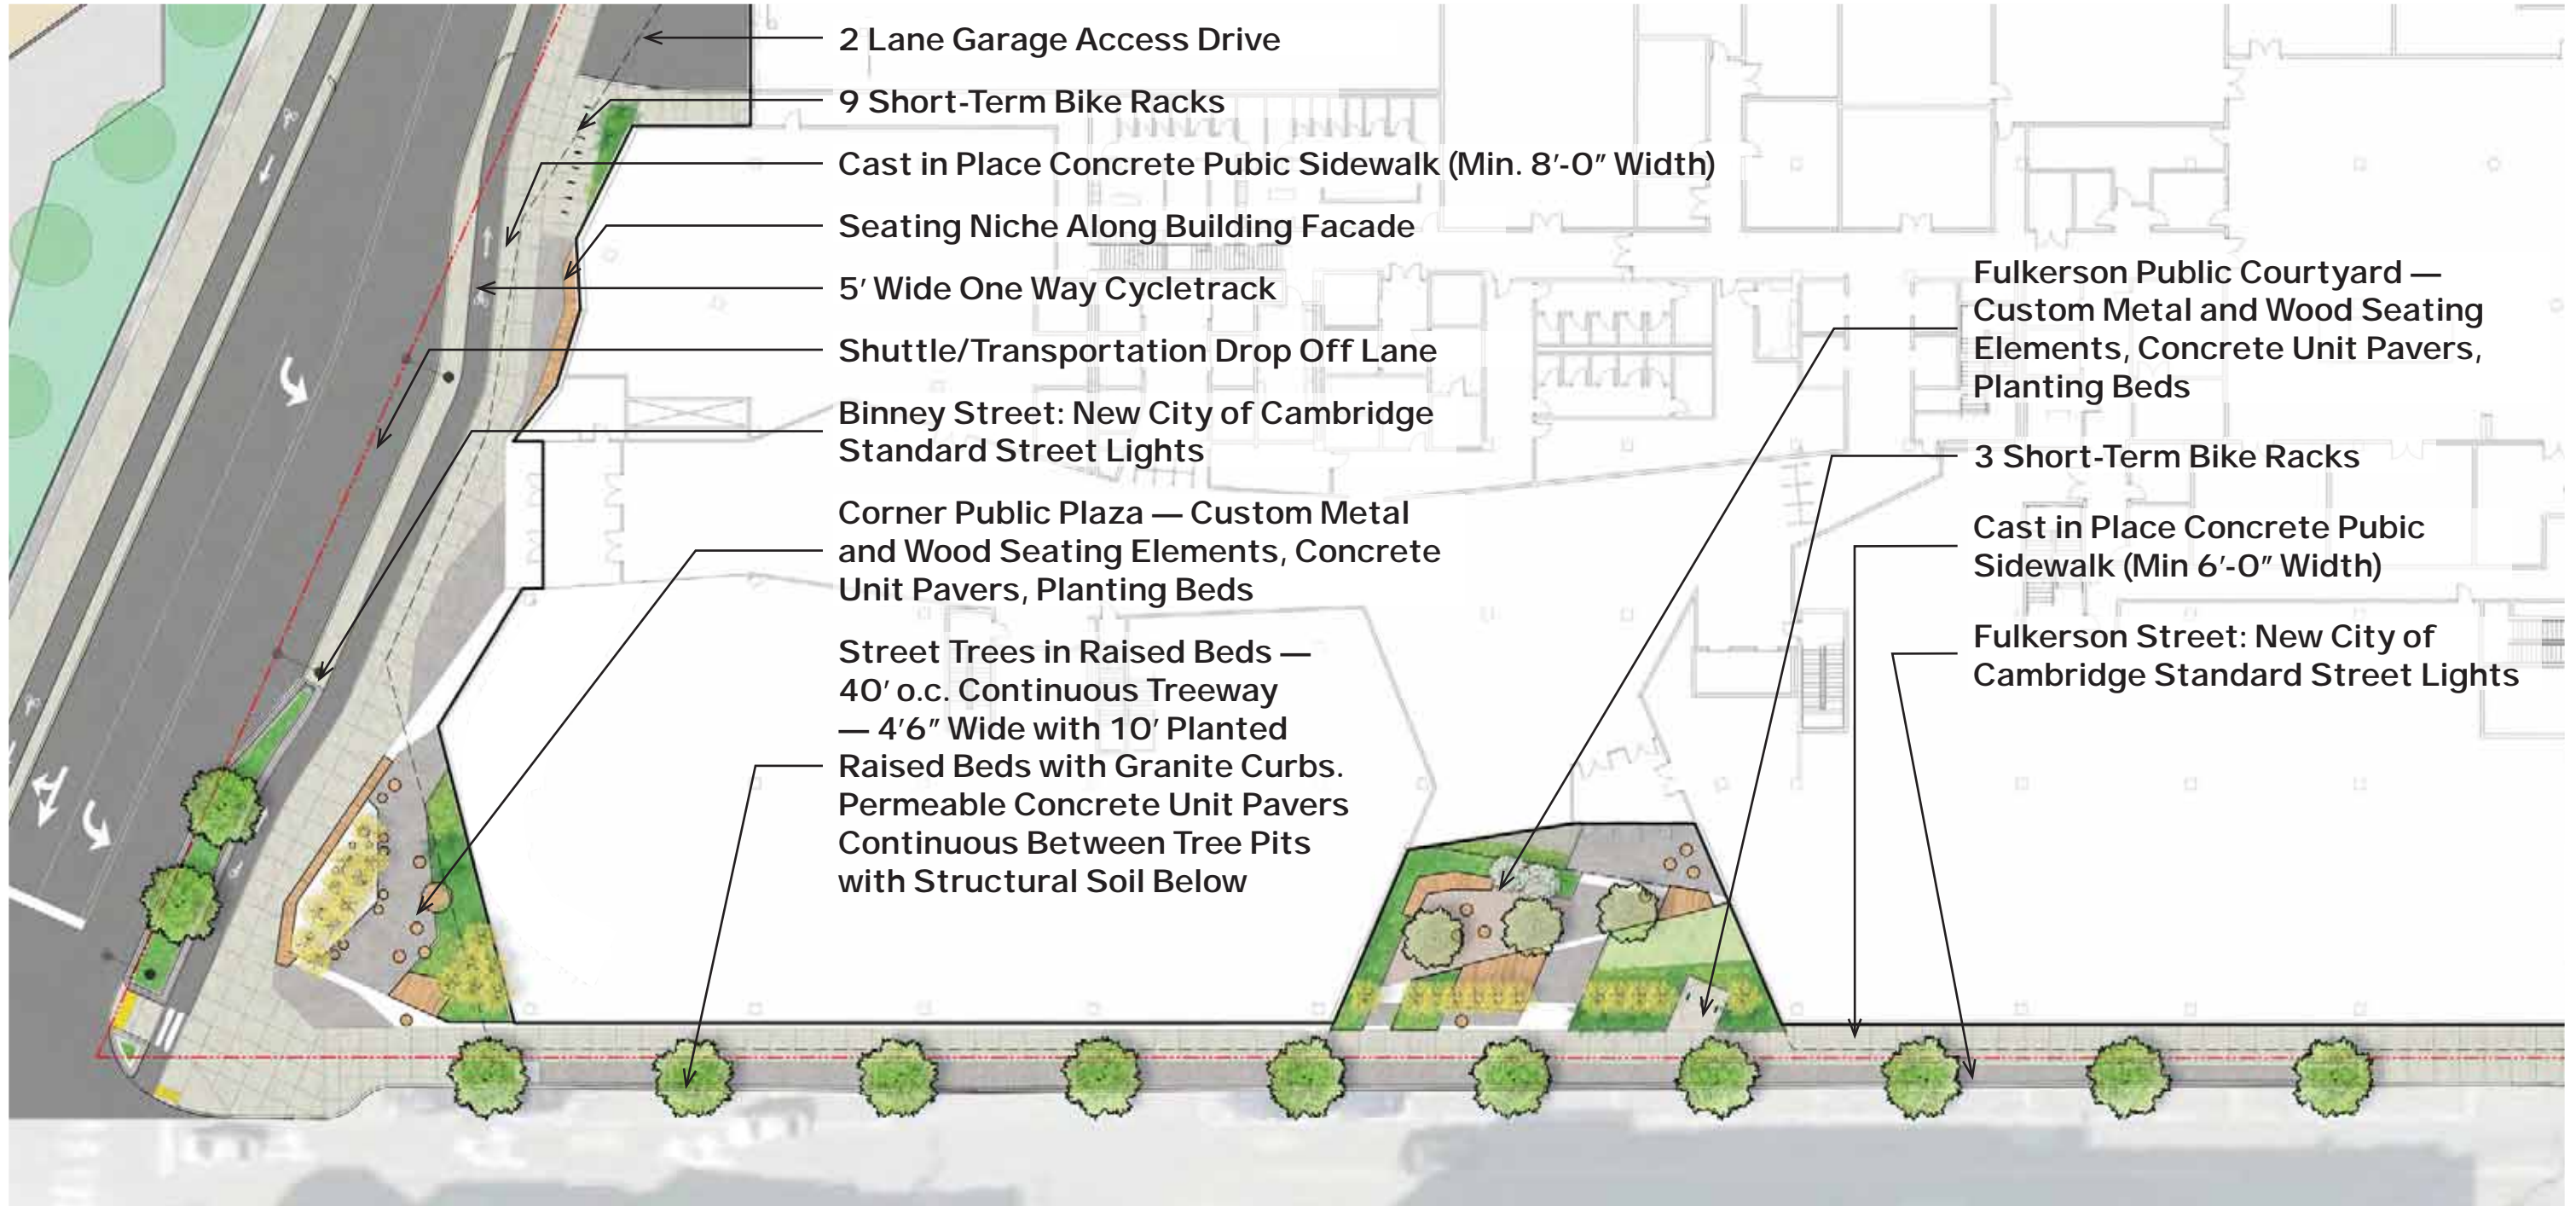 2 Lane Garage Access Drive
9 Short-Term Bike Racks
Cast in Place Concrete Pubic Sidewalk (Min. 8'-0" Width)
Seating Niche Along Building Facade
5' Wide One Way Cycletrack
Shuttle/Transportation Drop Off Lane
Binney Street: New City of Cambridge
Standard Street Lights
Corner Public Plaza — Custom Metal
and Wood Seating Elements, Concrete
Unit Pavers, Planting Beds
Street Trees in Raised Beds —
40' o.c. Continuous Treeway
— 4'6" Wide with 10' Planted
Raised Beds with Granite Curbs.
Permeable Concrete Unit Pavers
Continuous Between Tree Pits
with Structural Soil Below
Fulkerson Public Courtyard —
Custom Metal and Wood Seating
Elements, Concrete Unit Pavers,
Planting Beds
3 Short-Term Bike Racks
Cast in Place Concrete Pubic
Sidewalk (Min 6'-0" Width)
Fulkerson Street: New City of
Cambridge Standard Street Lights